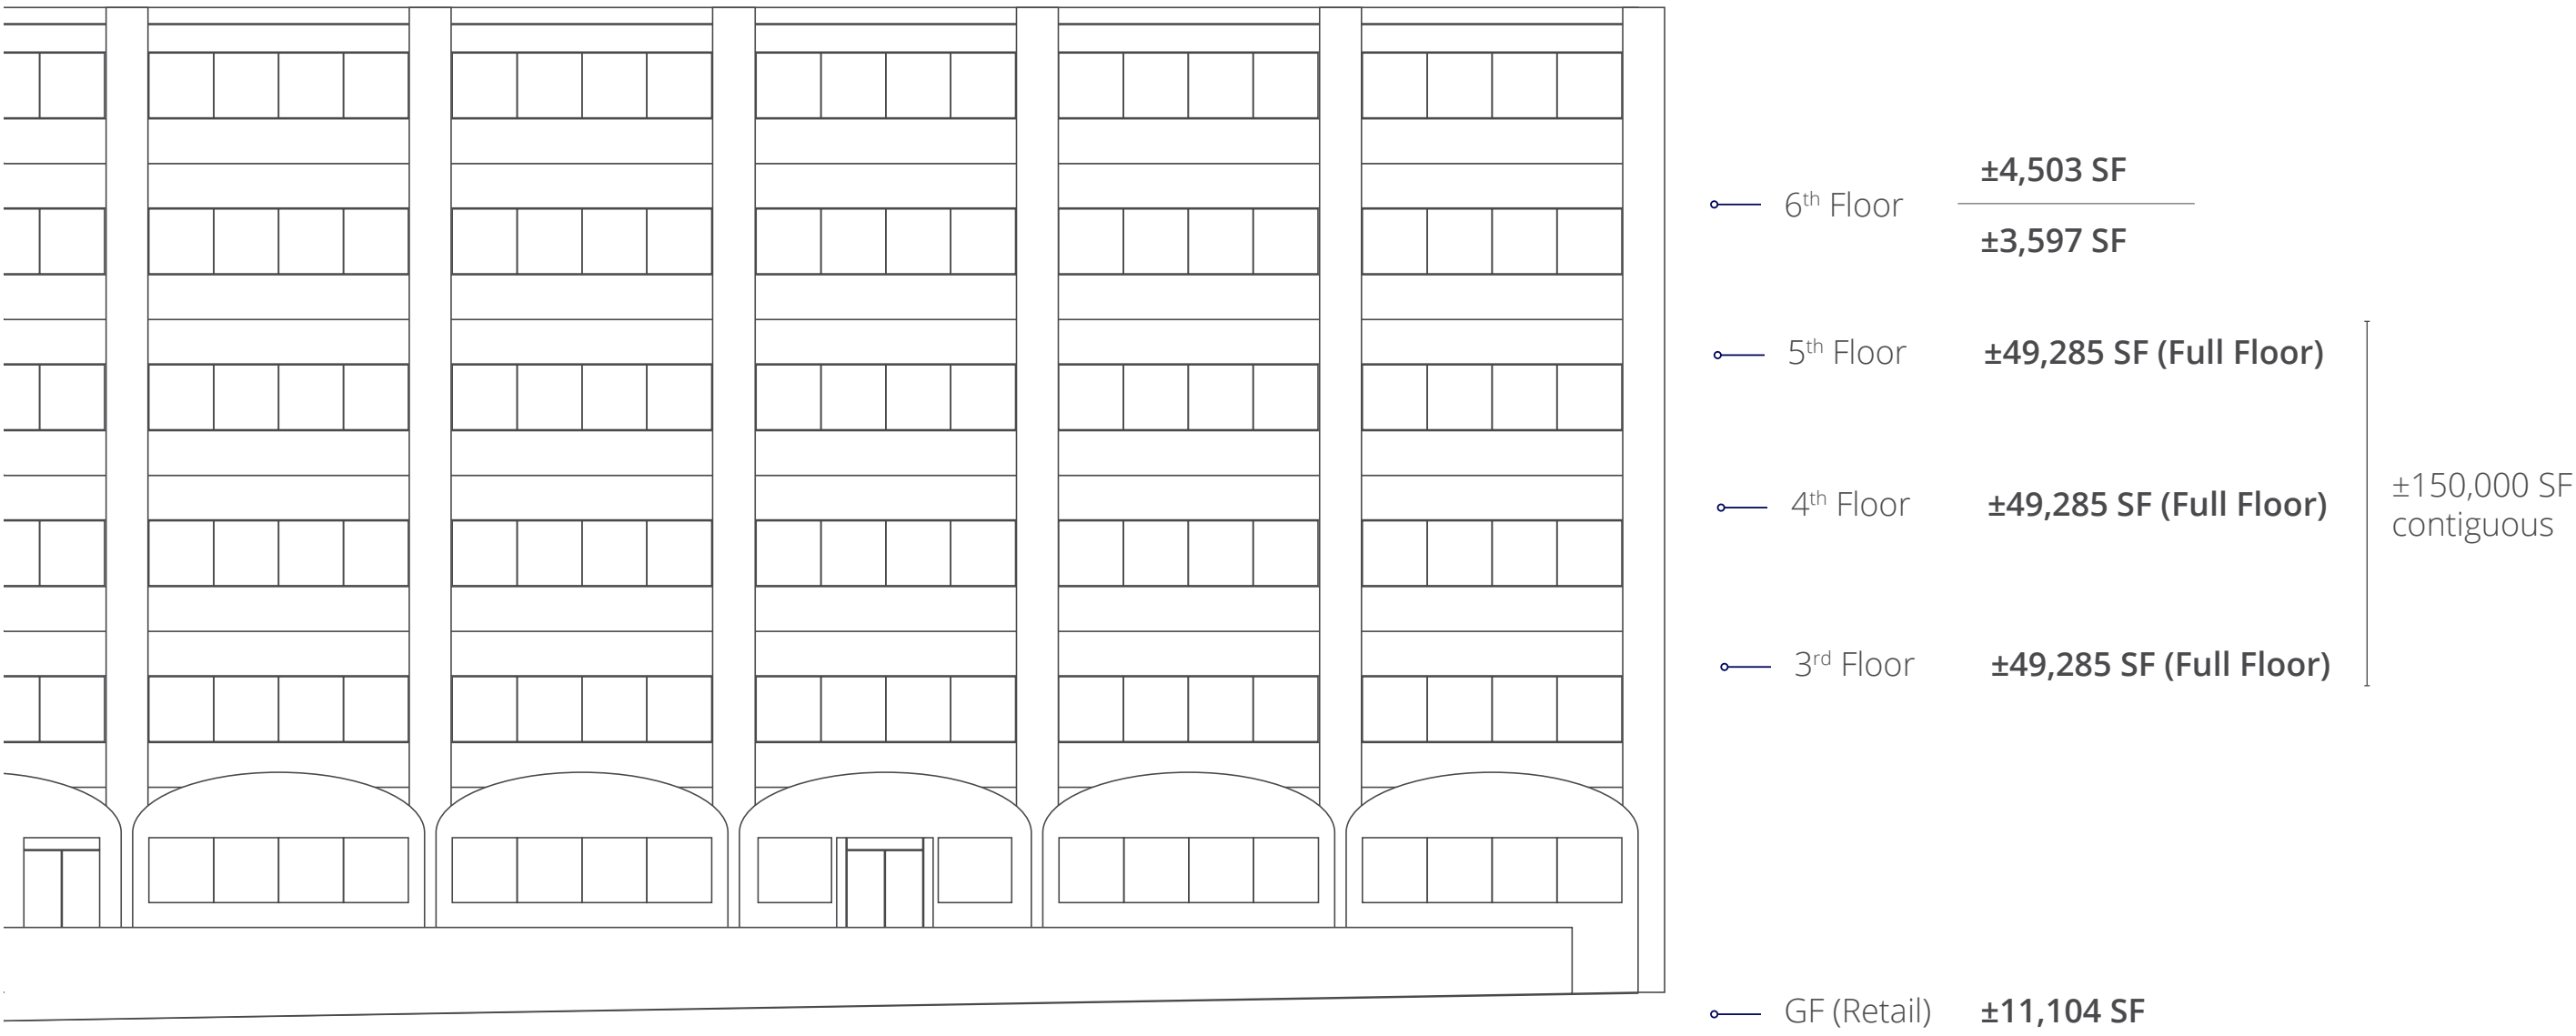 ±4,503 SF
6th Floor
±3,597 SF
5th Floor ±49,285 SF (Full Floor)
4th Floor ±49,285 SF (Full Floor)
±150,000 SF
contiguous
3rd Floor ±49,285 SF (Full Floor)
GF (Retail) ±11,104 SF